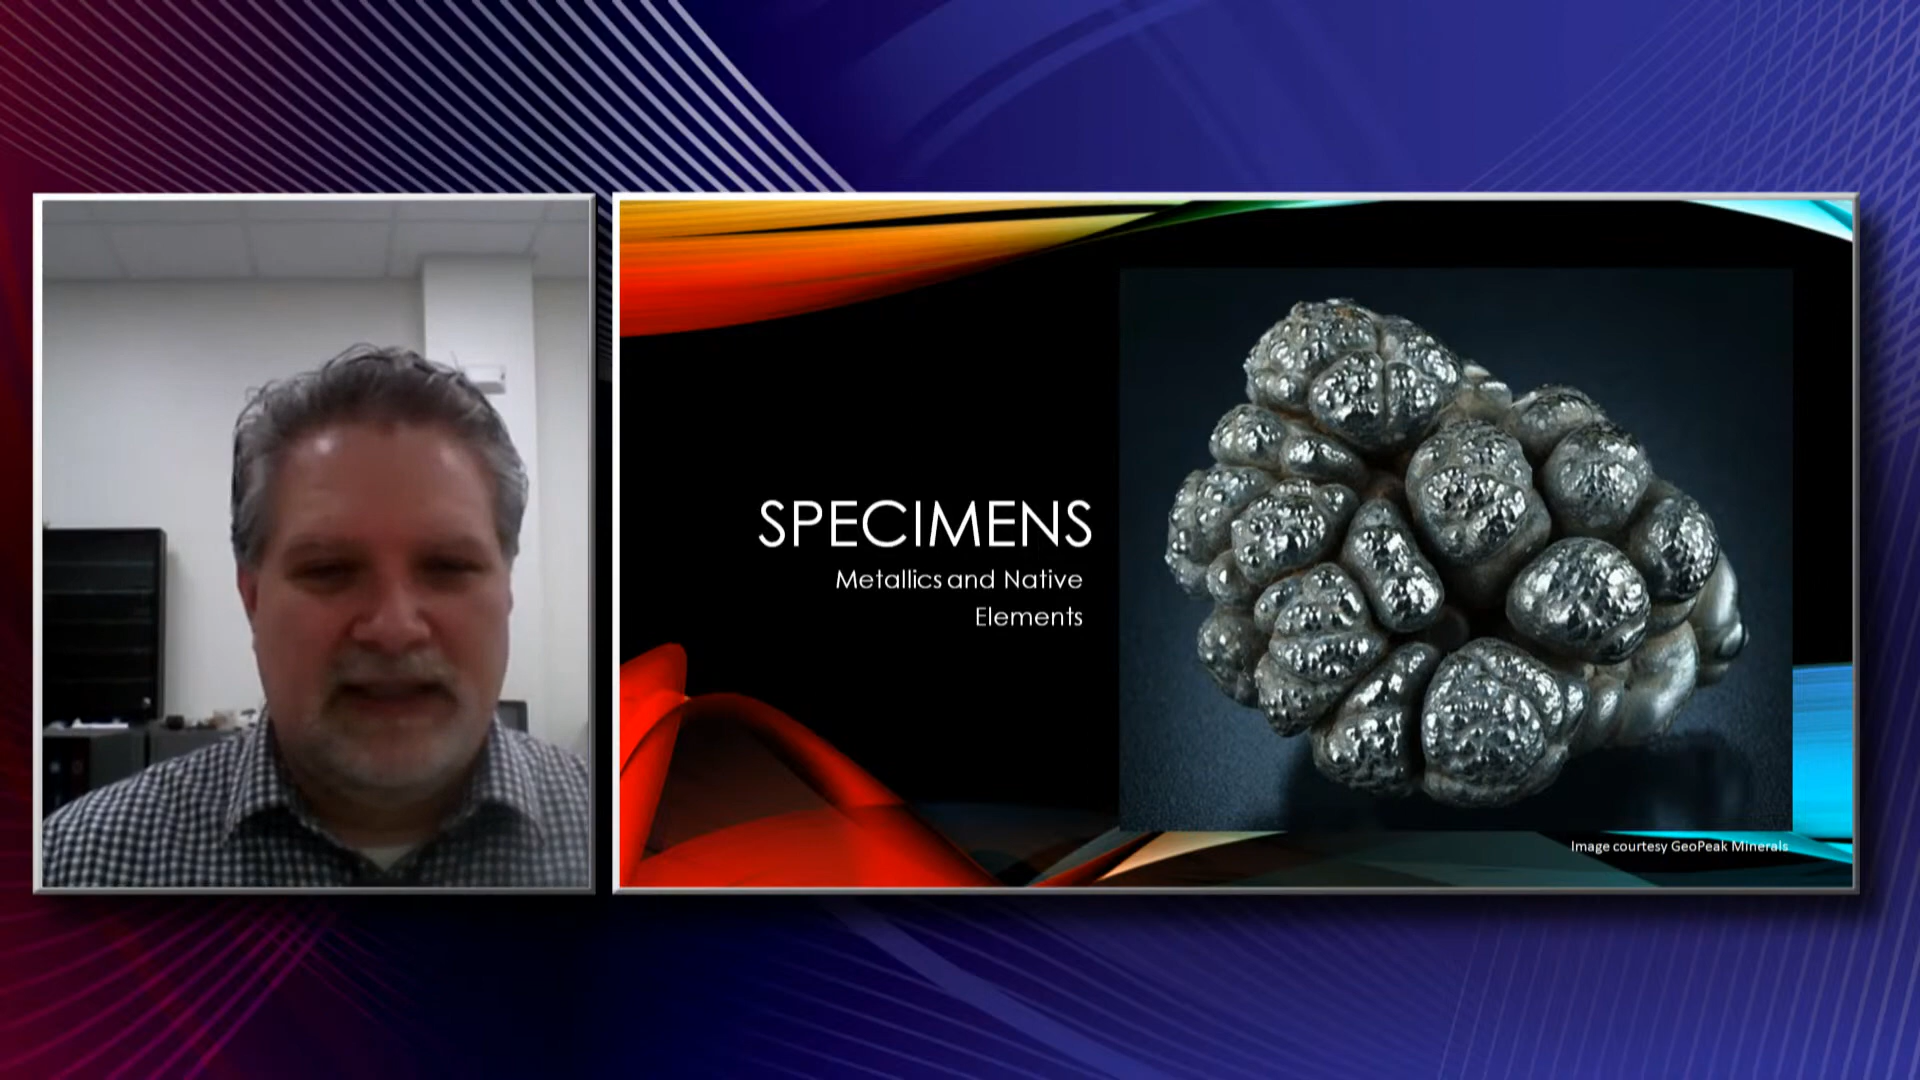 SPECIMENS
Metallics and Native
Elements
Image courtesy GeoPeak Minerals